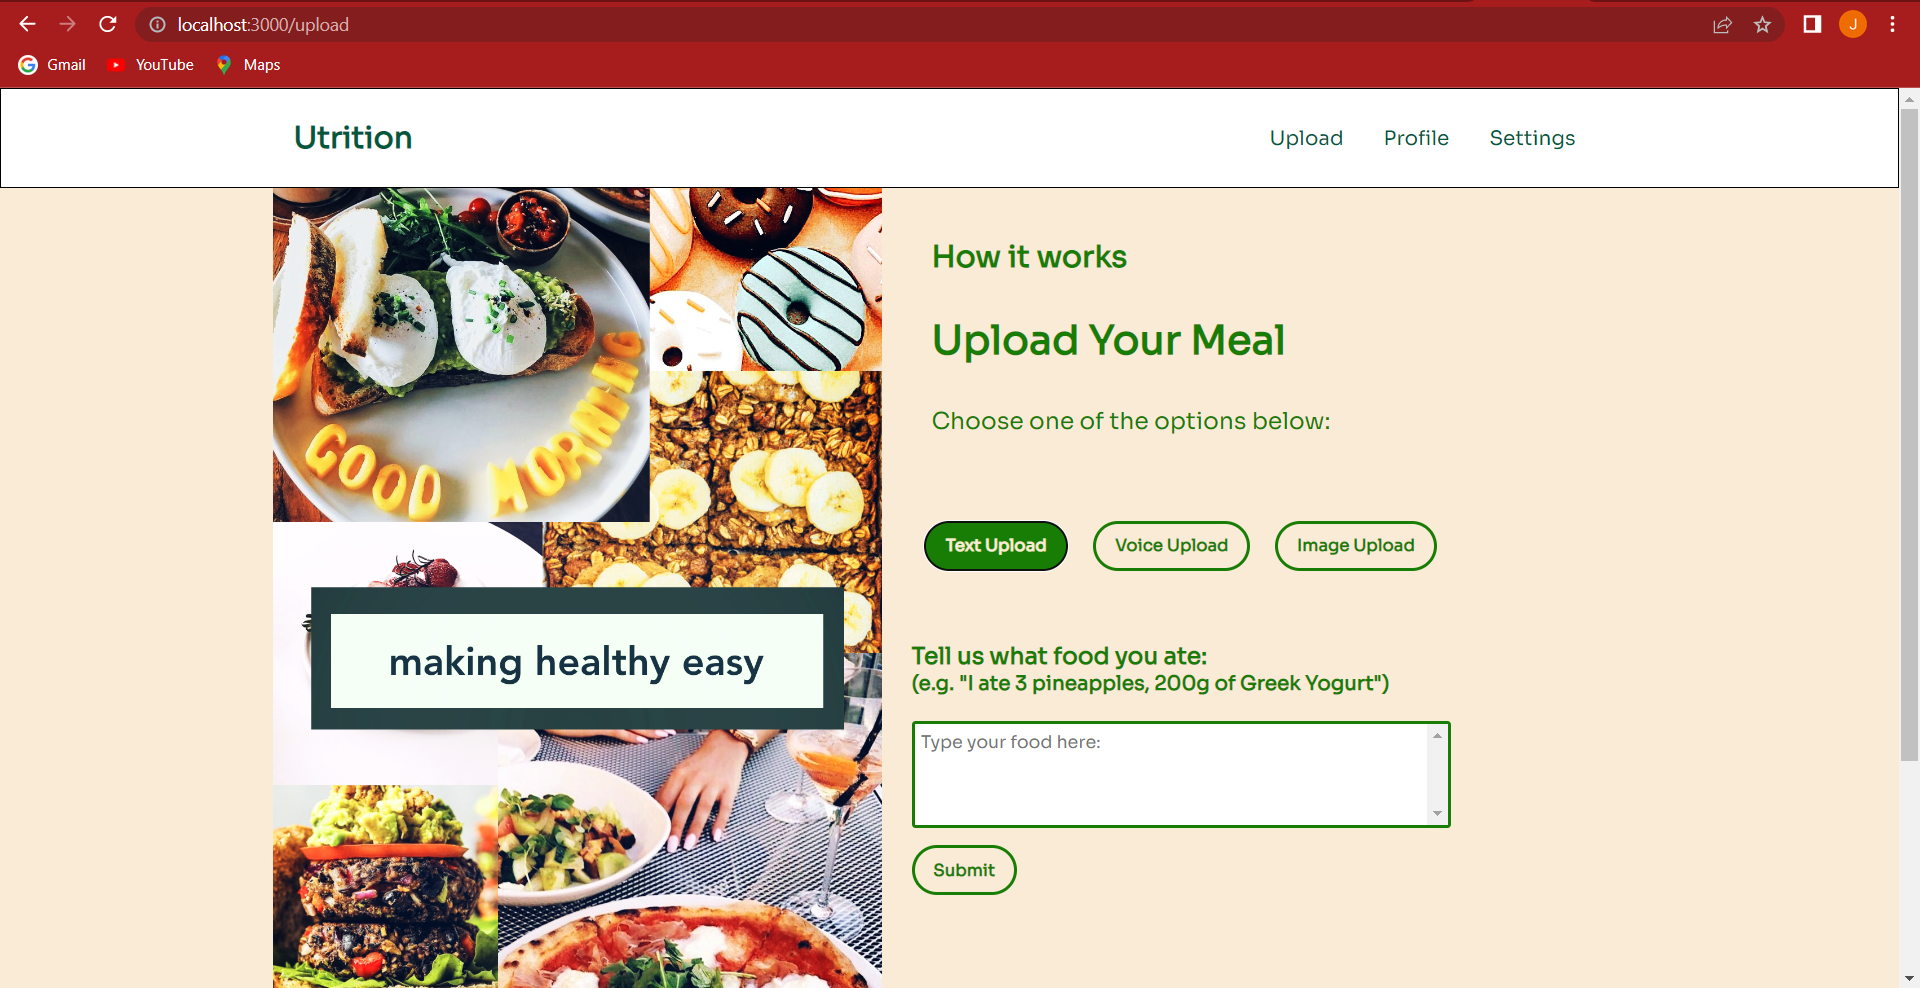 localhost:3000/upload
J
Gmail
YouTube
Maps
Utrition
Upload
Profile
Settings
GOOD MORNING
making healthy easy
How it works
Upload Your Meal
Choose one of the options below:
Text Upload
Voice Upload
Image Upload
Tell us what food you ate:
(e.g. "I ate 3 pineapples, 200g of Greek Yogurt")
Type your food here:
Submit